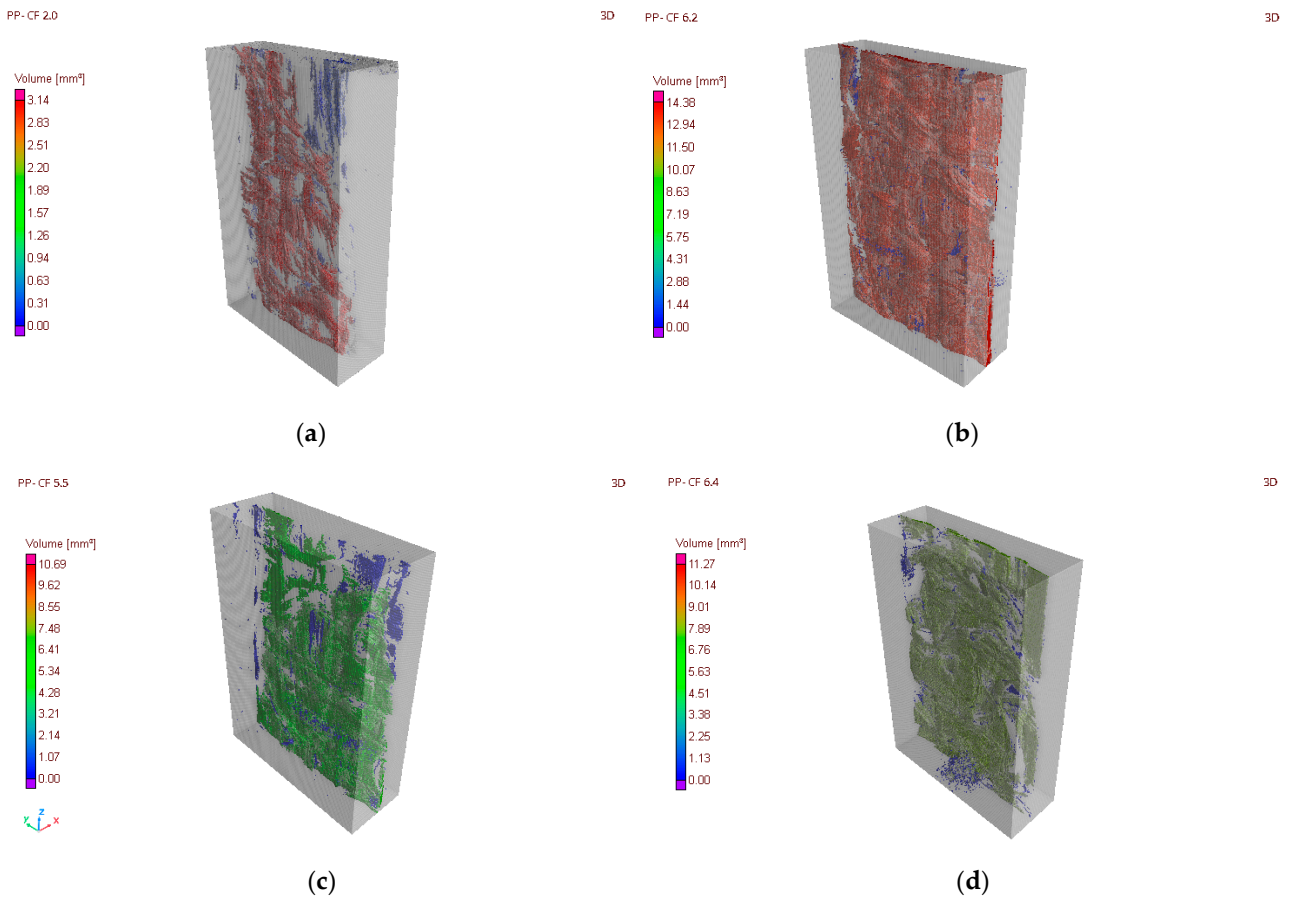 PP- CF 2.0
3D
Volume [mm³]
3.14
2.83
2.51
2.20
1.89
1.57
1.26
0.94
0.63
0.31
0.00
(a)
PP- CF 6.2
3D
Volume [mm³]
14.38
12.94
11.50
10.07
8.63
7.19
5.75
4.31
2.88
1.44
0.00
(b)
PP- CF 5.5
3D
Volume [mm³]
10.69
9.62
8.55
7.48
6.41
5.34
4.28
3.21
2.14
1.07
0.00
z
y
x
(c)
PP- CF 6.4
3D
Volume [mm³]
11.27
10.14
9.01
7.89
6.76
5.63
4.51
3.38
2.25
1.13
0.00
(d)